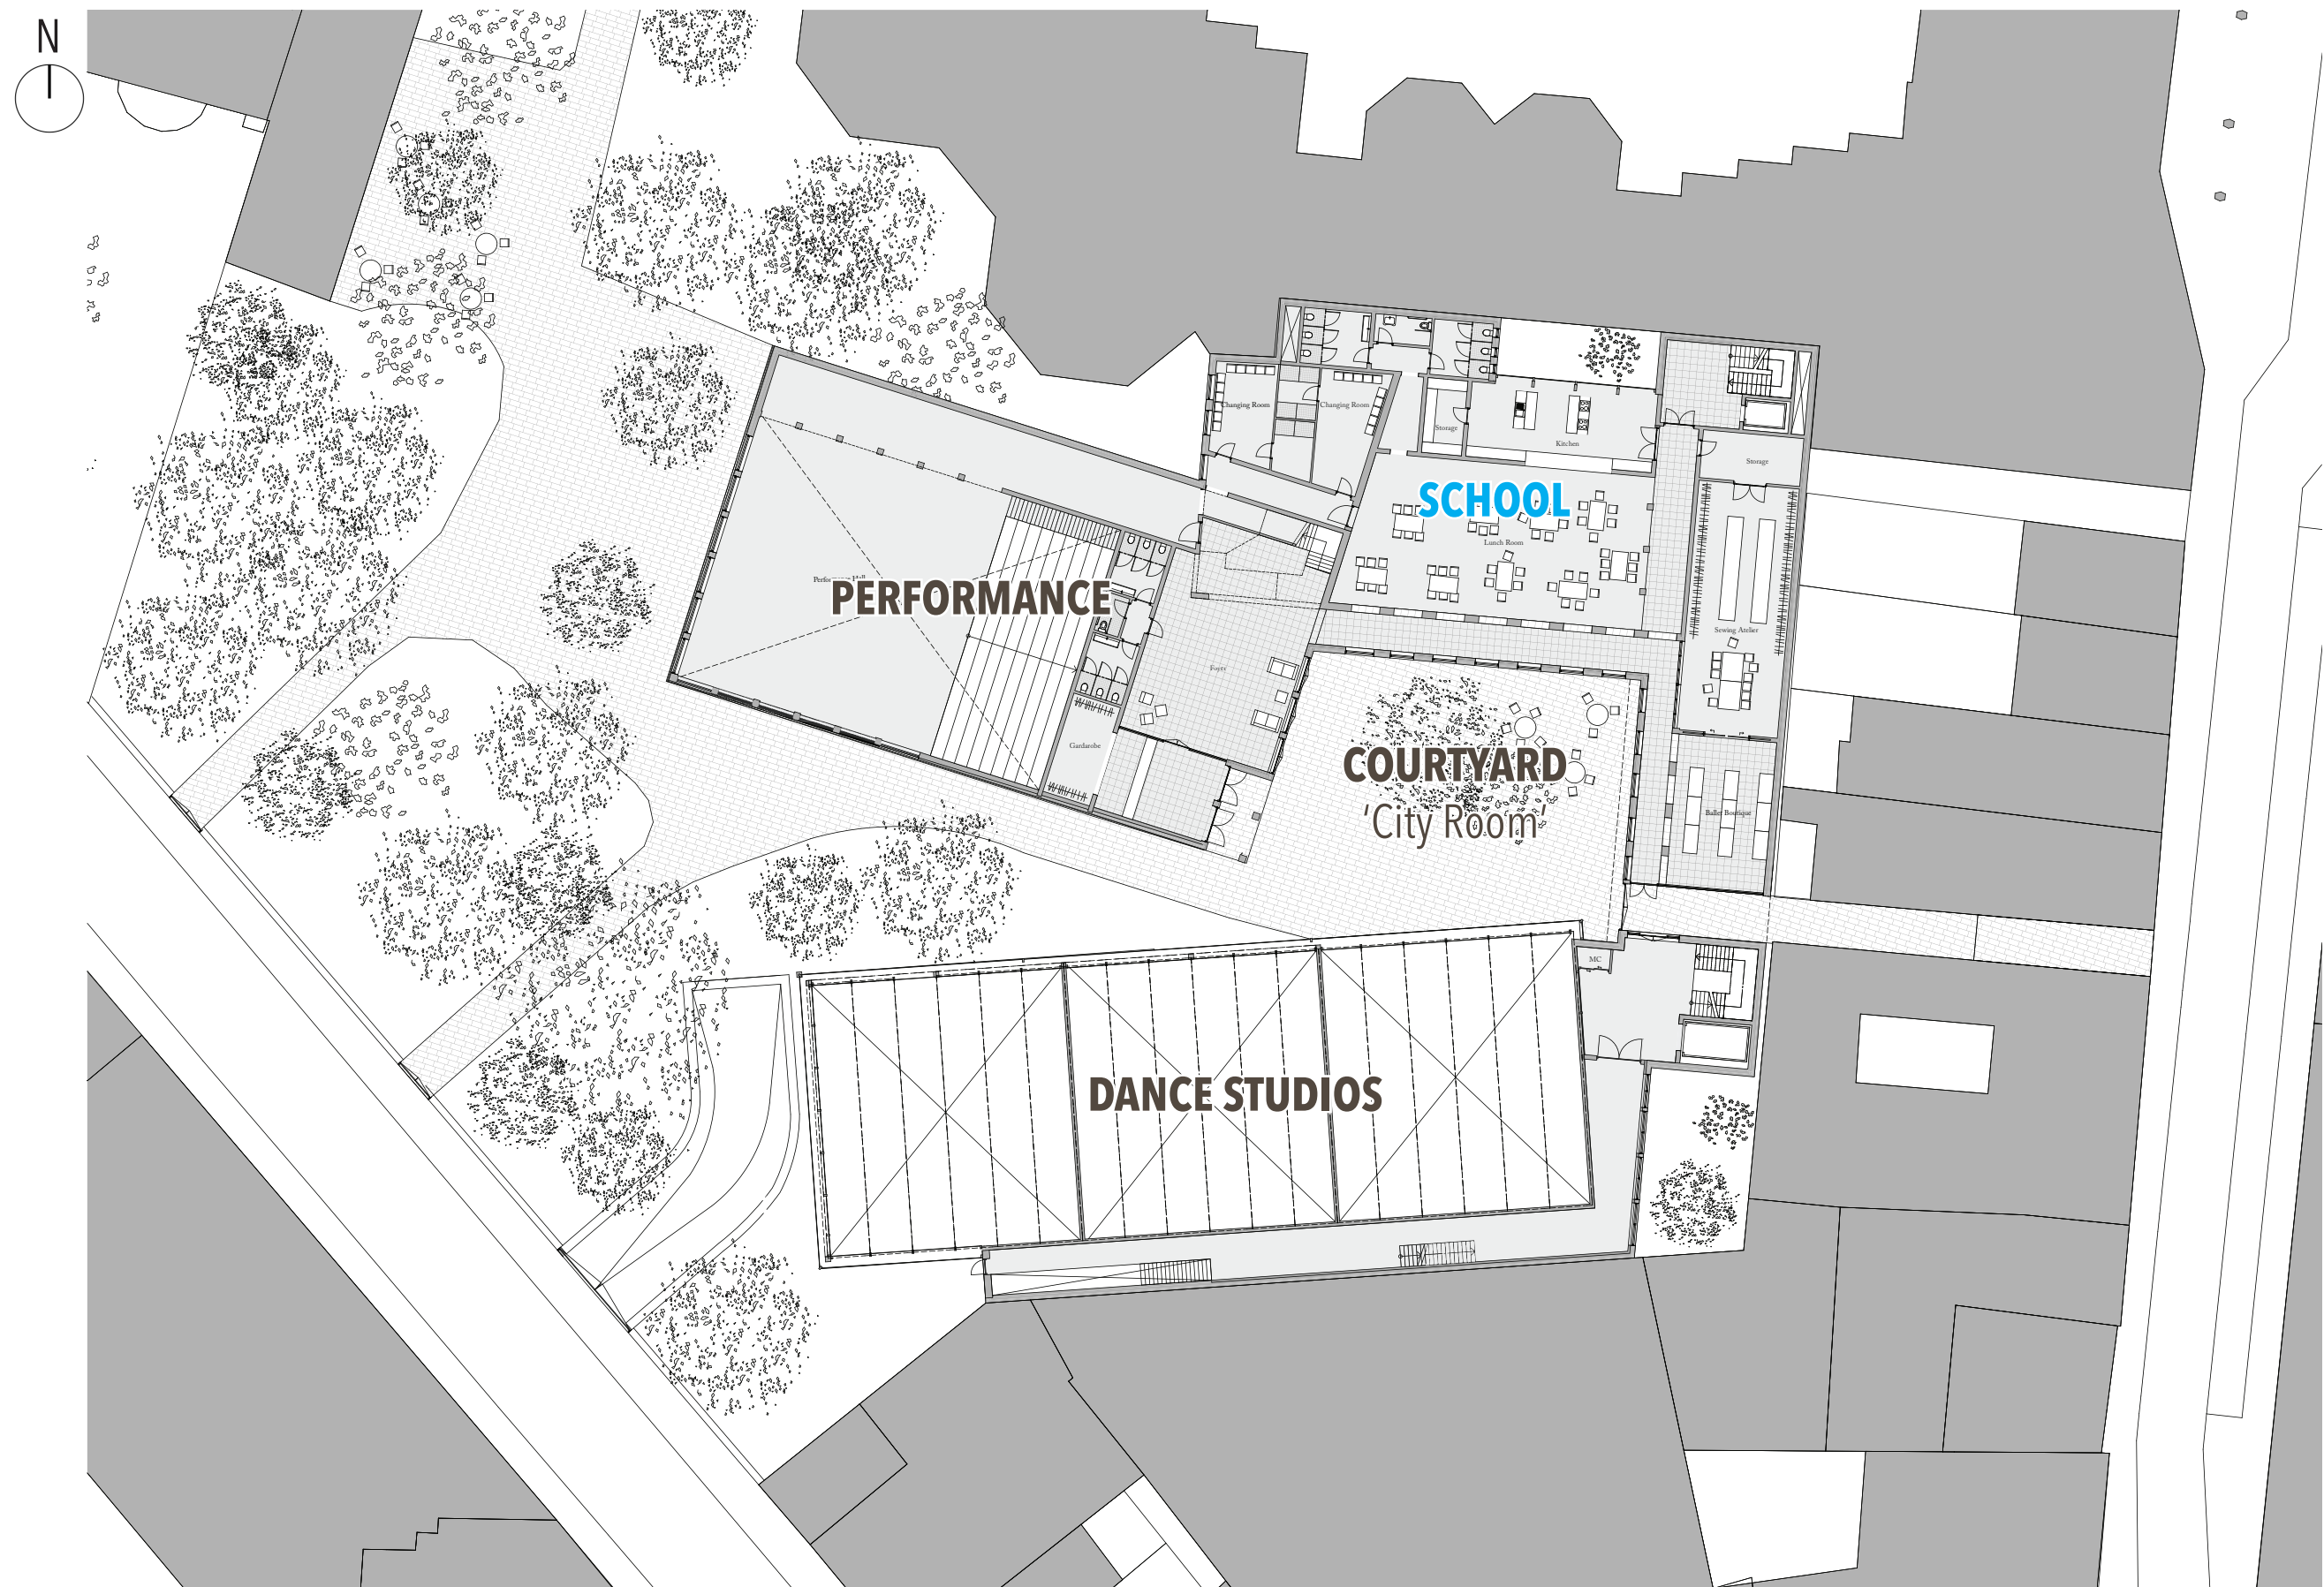 N
Changing Room
Changing Room
Storage
Kitchen
Storage
SCHOOL
Lunch Room
PERFORMANCE
Sewing Atelier
Foyer
Gardarobe
COURTYARD
'City Room'
Ballet Boutique
MC
DANCE STUDIOS